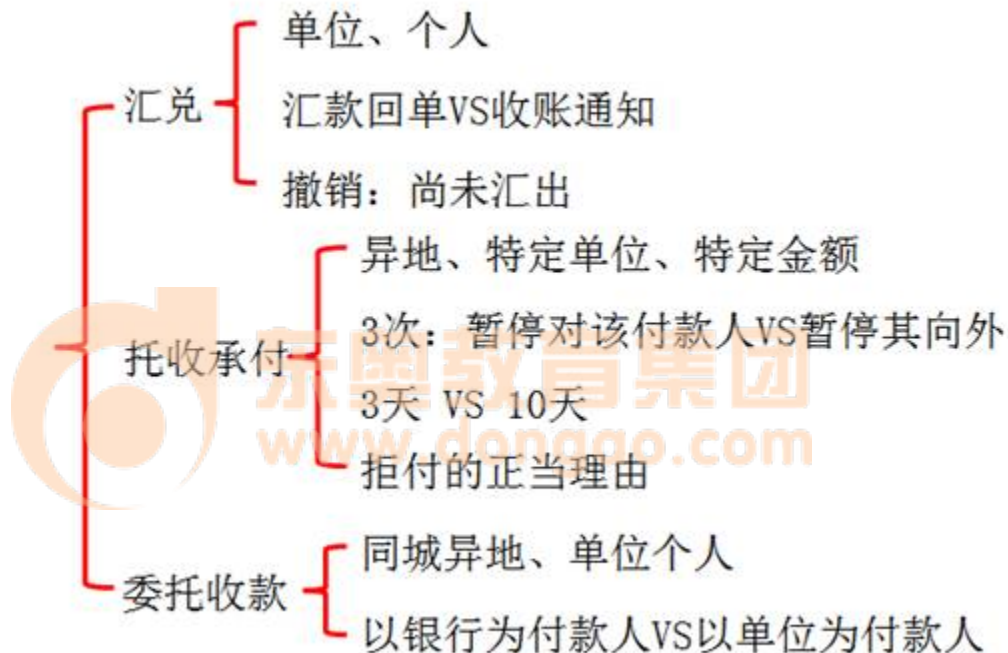 单位、个人
汇兑
汇款回单VS收账通知
撤销：尚未汇出
异地、特定单位、特定金额
3次：暂停对该付款人VS暂停其向外
托收承付
东奥教育集团
3天 VS 10天
www.dongao.com
拒付的正当理由
同城异地、单位个人
委托收款
以银行为付款人VS以单位为付款人